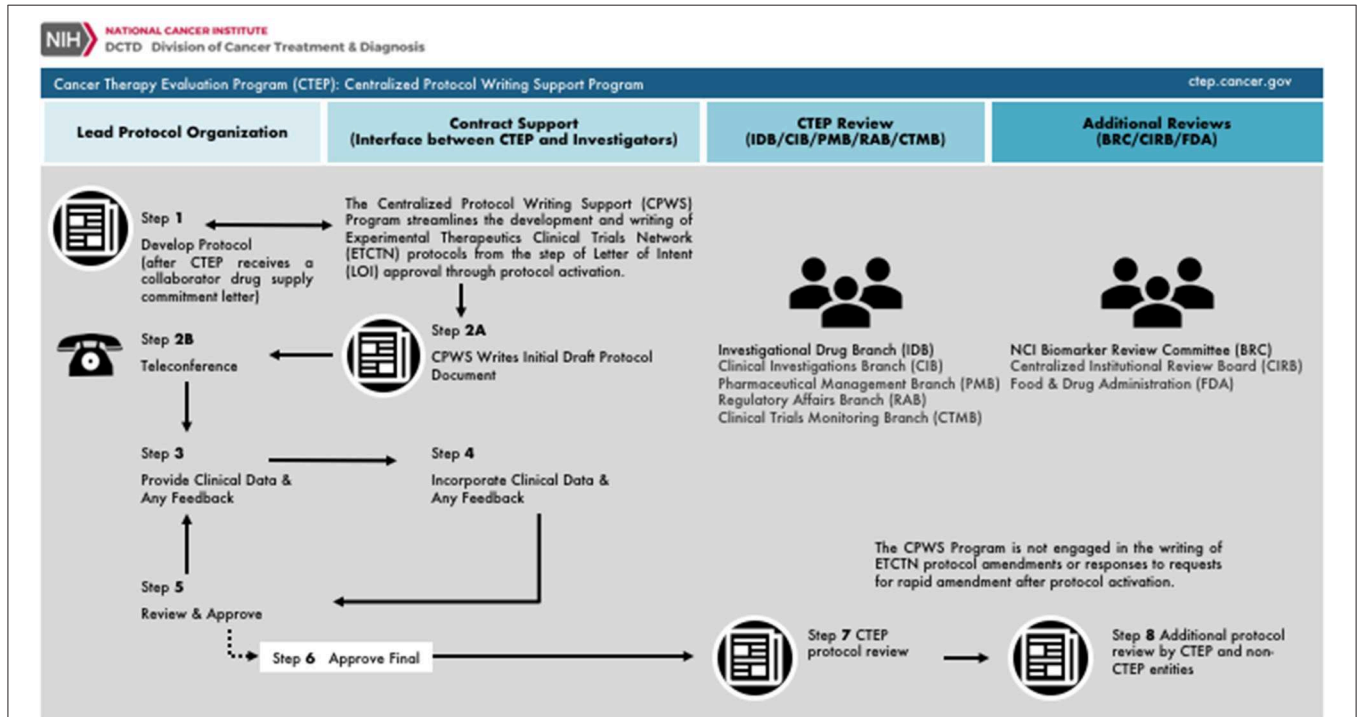 NIH
NATIONAL CANCER INSTITUTE
DCTD Division of Cancer Treatment & Diagnosis
Cancer Therapy Evaluation Program (CTEP): Centralized Protocol Writing Support Program
ctep.cancer.gov
Lead Protocol Organization
Contract Support
(Interface between CTEP and Investigators)
CTEP Review
(IDB/CIB/PMB/RAB/CTMB)
Additional Reviews
(BRC/CIRB/FDA)
Step 1
Develop Protocol
(after CTEP receives a
collaborator drug supply
commitment letter)
The Centralized Protocol Writing Support (CPWS)
Program streamlines the development and writing of
Experimental Therapeutics Clinical Trials Network
(ETCTN) protocols from the step of Letter of Intent
(LOI) approval through protocol activation.
Step 2A
CPWS Writes Initial Draft Protocol
Document
Step 2B
Teleconference
Investigational Drug Branch (IDB)
Clinical Investigations Branch (CIB)
Pharmaceutical Management Branch (PMB)
Regulatory Affairs Branch (RAB)
Clinical Trials Monitoring Branch (CTMB)
NCI Biomarker Review Committee (BRC)
Centralized Institutional Review Board (CIRB)
Food & Drug Administration (FDA)
Step 3
Provide Clinical Data &
Any Feedback
Step 4
Incorporate Clinical Data &
Any Feedback
The CPWS Program is not engaged in the writing of
ETCTN protocol amendments or responses to requests
for rapid amendment after protocol activation.
Step 5
Review & Approve
Step 6 Approve Final
Step 7 CTEP
protocol review
Step 8 Additional protocol
review by CTEP and non-
CTEP entities